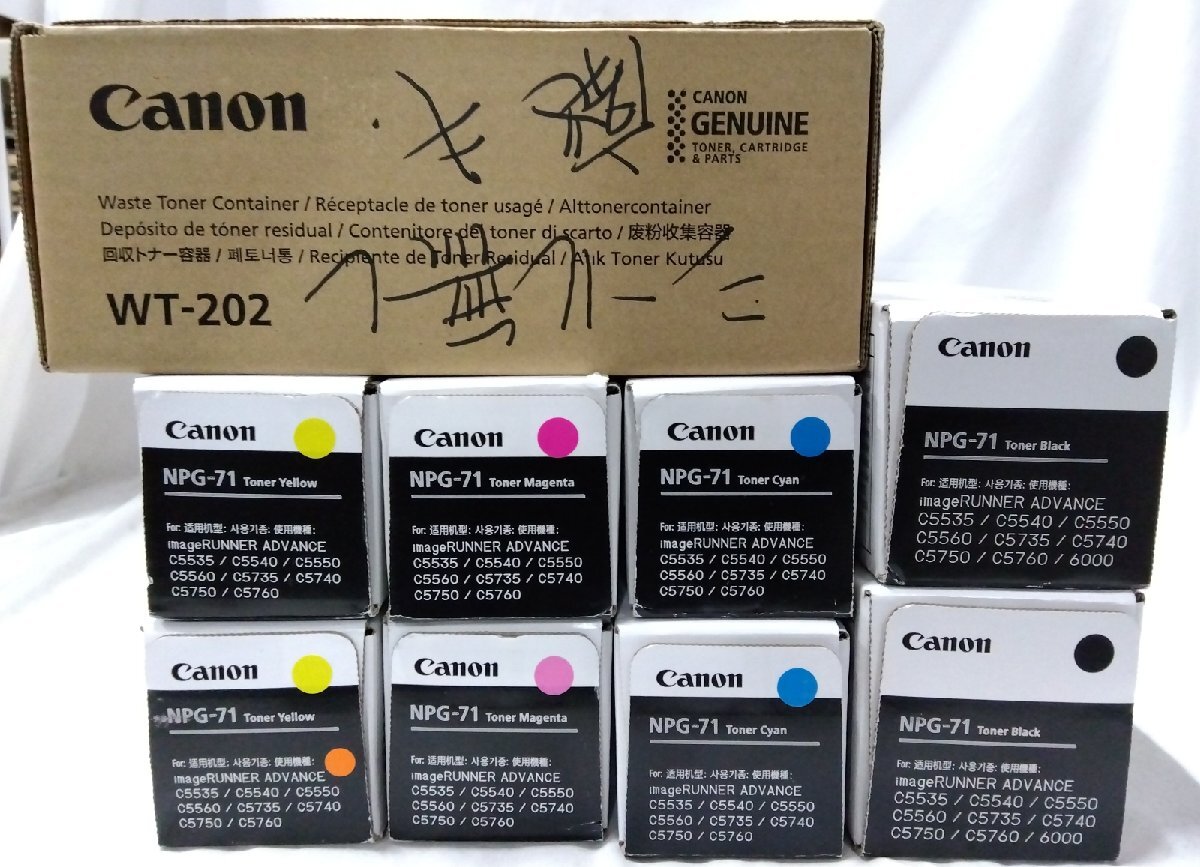 Canon
CANON
GENUINE
TONER, CARTRIDGE
& PARTS
Waste Toner Container / Réceptacle de toner usagé / Alttonercontainer
Depósito de tóner residual / Contenitore del toner di scarto / 废粉收集容器
回収トナー容器 / 폐토너통 / Recipiente de Toner Residual / Atık Toner Kutusu
WT-202
Canon
NPG-71 Toner Yellow
For: 适用机型: 사용기종: 使用機種:
imageRUNNER ADVANCE
C5535 / C5540 / C5550
C5560 / C5735 / C5740
C5750 / C5760
Canon
NPG-71 Toner Magenta
For: 适用机型: 사용기종: 使用機種:
imageRUNNER ADVANCE
C5535 / C5540 / C5550
C5560 / C5735 / C5740
C5750 / C5760
Canon
NPG-71 Toner Cyan
For: 适用机型: 사용기종: 使用機種:
imageRUNNER ADVANCE
C5535 / C5540 / C5550
C5560 / C5735 / C5740
C5750 / C5760
Canon
NPG-71 Toner Black
For: 适用机型: 사용기종: 使用機種:
imageRUNNER ADVANCE
C5535 / C5540 / C5550
C5560 / C5735 / C5740
C5750 / C5760 / 6000
Canon
NPG-71 Toner Yellow
For: 适用机型: 사용기종: 使用機種:
imageRUNNER ADVANCE
C5535 / C5540 / C5550
C5560 / C5735 / C5740
C5750 / C5760
Canon
NPG-71 Toner Magenta
For: 适用机型: 사용기종: 使用機種:
imageRUNNER ADVANCE
C5535 / C5540 / C5550
C5560 / C5735 / C5740
C5750 / C5760
Canon
NPG-71 Toner Cyan
For: 适用机型: 사용기종: 使用機種:
imageRUNNER ADVANCE
C5535 / C5540 / C5550
C5560 / C5735 / C5740
C5750 / C5760
Canon
NPG-71 Toner Black
For: 适用机型: 사용기종: 使用機種:
imageRUNNER ADVANCE
C5535 / C5540 / C5550
C5560 / C5735 / C5740
C5750 / C5760 / 6000